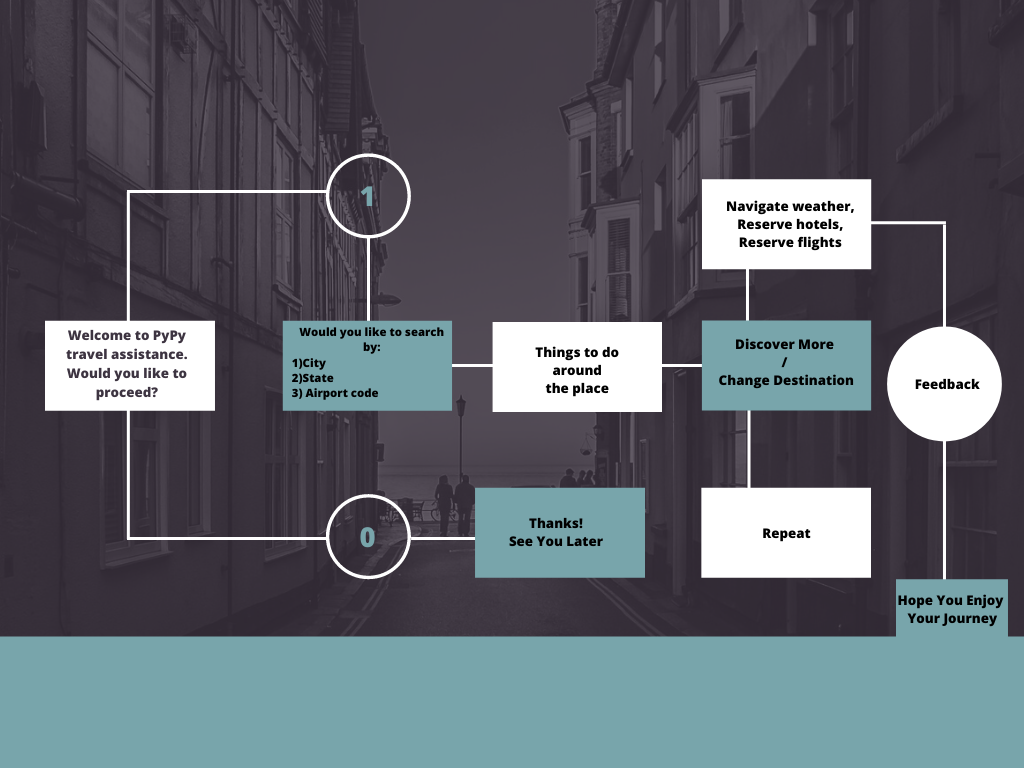 1
Navigate weather,
Reserve hotels,
Reserve flights
Welcome to PyPy
travel assistance.
Would you like to
proceed?
Would you like to search
by:
1)City
2)State
3) Airport code
Things to do
around
the place
Discover More
/
Change Destination
Feedback
0
Thanks!
See You Later
Repeat
Hope You Enjoy
Your Journey